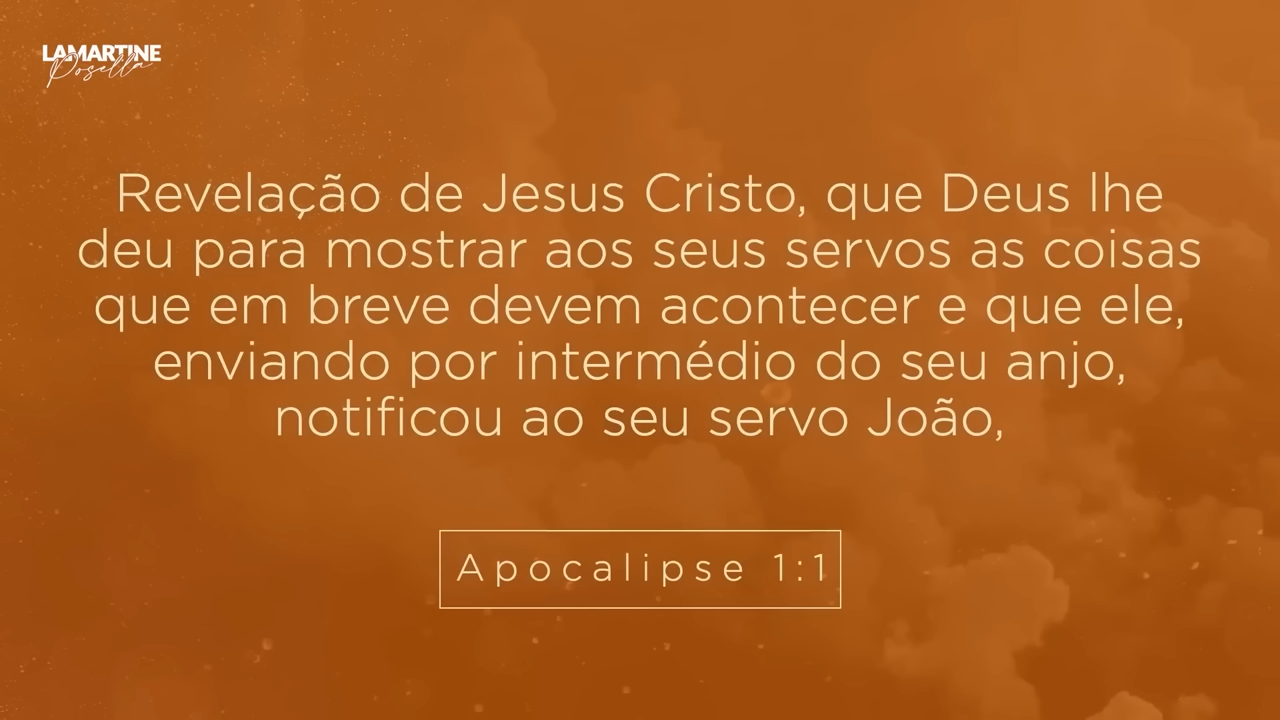 LAMARTINE
Posella
Revelação de Jesus Cristo, que Deus lhe
deu para mostrar aos seus servos as coisas
que em breve devem acontecer e que ele,
enviando por intermédio do seu anjo,
notificou ao seu servo João,
Apocalipse 1:1